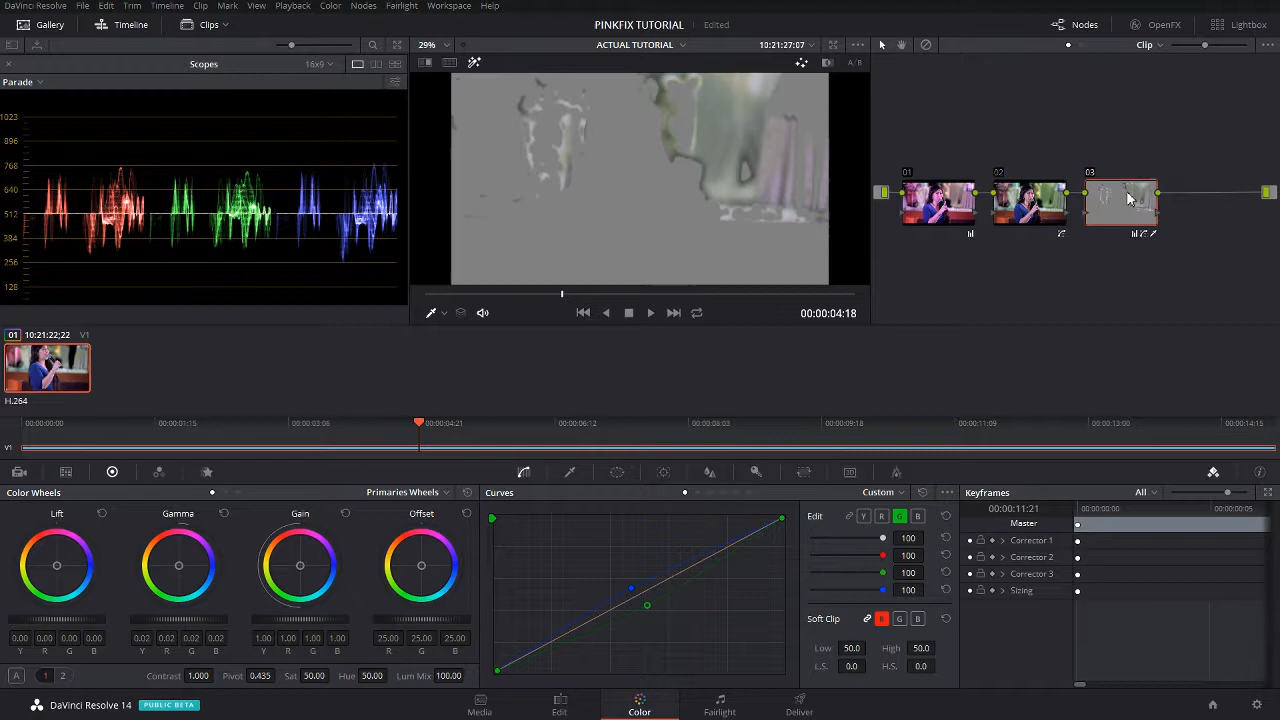 DaVinci Resolve File Edit Trim Timeline Clip Mark View Playback Color Nodes Fairlight Workspace Help
Gallery Timeline Clips PINKFIX TUTORIAL Edited Nodes OpenFX Lightbox
29% ACTUAL TUTORIAL 10:21:27:07 Clip
Scopes 16x9 A/B
Parade
1023
896
768
640
512
384
256
128
01 02 03
00:00:04:18
01 10:21:22;22 V1
H.264
00:00:00:00 00:00:01:15 00:00:03:06 00:00:04:21 00:00:06:12 00:00:08:03 00:00:09:18 00:00:11:09 00:00:13:00 00:00:14:15
V1
Color Wheels Primaries Wheels Curves Custom Keyframes All
Lift Gamma Gain Offset
Edit Y R G B
00:00:11:21 00:00:00:00 00:00:00:05
Master
100 Corrector 1
100 Corrector 2
100 Corrector 3
100 Sizing
Soft Clip R G B
0.00 0.00 0.00 0.00 0.02 0.02 0.02 0.02 1.00 1.00 1.00 1.00 25.00 25.00 25.00
Y R G B Y R G B Y R G B R G B
Low 50.0 High 50.0
L.S. 0.0 H.S. 0.0
A 1 2 Contrast 1.000 Pivot 0.435 Sat 50.00 Hue 50.00 Lum Mix 100.00
DaVinci Resolve 14 PUBLIC BETA Media Edit Color Fairlight Deliver